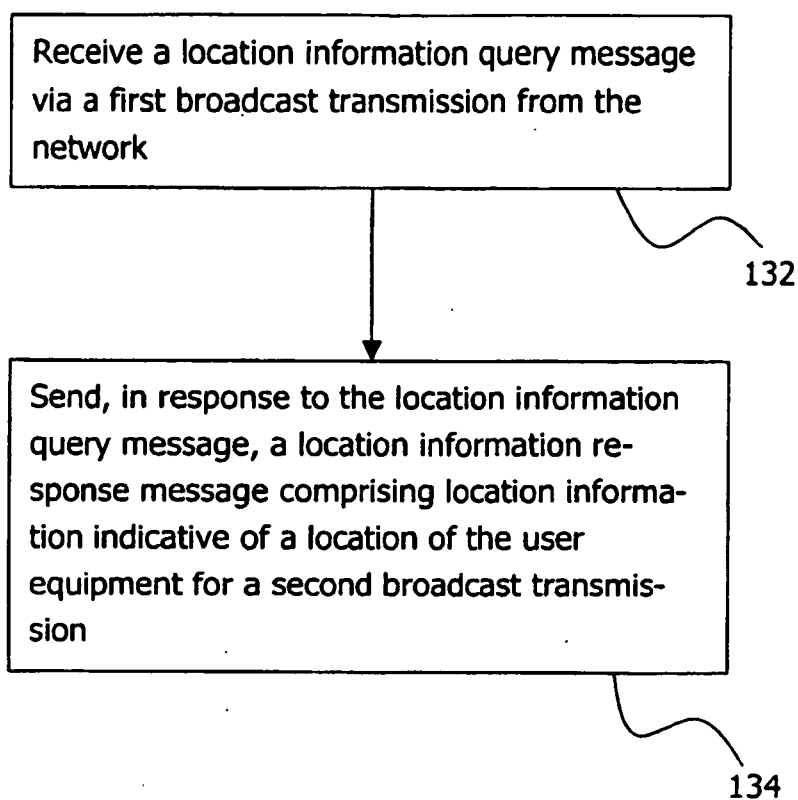 Receive a location information query message
via a first broadcast transmission from the
network
132
Send, in response to the location information
query message, a location information re-
sponse message comprising location informa-
tion indicative of a location of the user
equipment for a second broadcast transmis-
sion
134